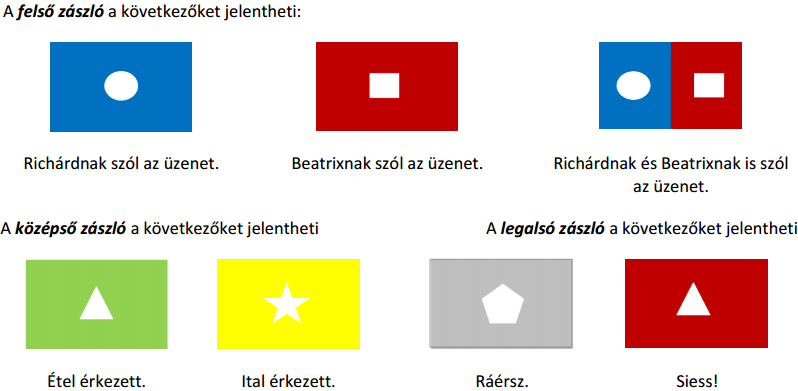 A felső zászló a következőket jelentheti:
Richárdnak szól az üzenet.
Beatrixnak szól az üzenet.
Richárdnak és Beatrixnak is szól
az üzenet.
A középső zászló a következőket jelentheti
A legalsó zászló a következőket jelentheti
Étel érkezett.
Ital érkezett.
Ráérsz.
Siess!